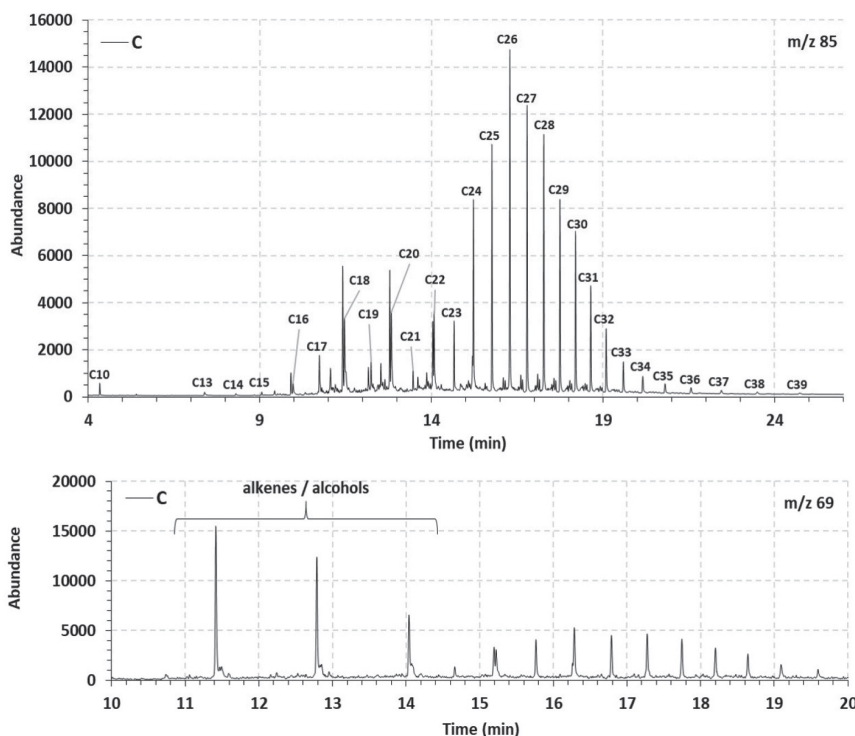 C
m/z 85
16000
14000
12000
10000
8000
6000
4000
2000
0
Abundance
C10
C13
C14
C15
C16
C17
C18
C19
C20
C21
C22
C23
C24
C25
C26
C27
C28
C29
C30
C31
C32
C33
C34
C35
C36
C37
C38
C39
4 9 14 19 24
Time (min)
C
alkenes / alcohols
m/z 69
20000
15000
10000
5000
0
Abundance
10 11 12 13 14 15 16 17 18 19 20
Time (min)